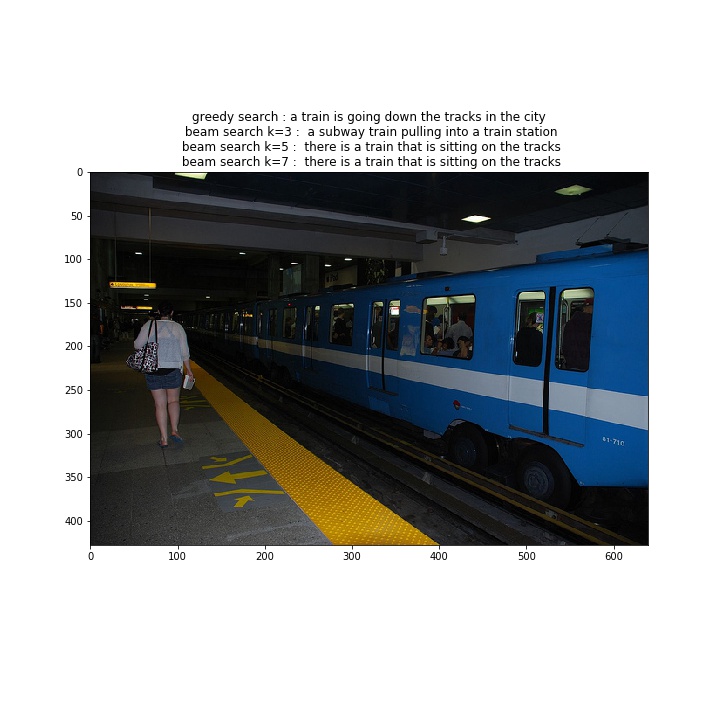 greedy search : a train is going down the tracks in the city
beam search k=3 :  a subway train pulling into a train station
beam search k=5 :  there is a train that is sitting on the tracks
beam search k=7 :  there is a train that is sitting on the tracks
0
50
100
150
200
250
300
350
400
0 100 200 300 400 500 600